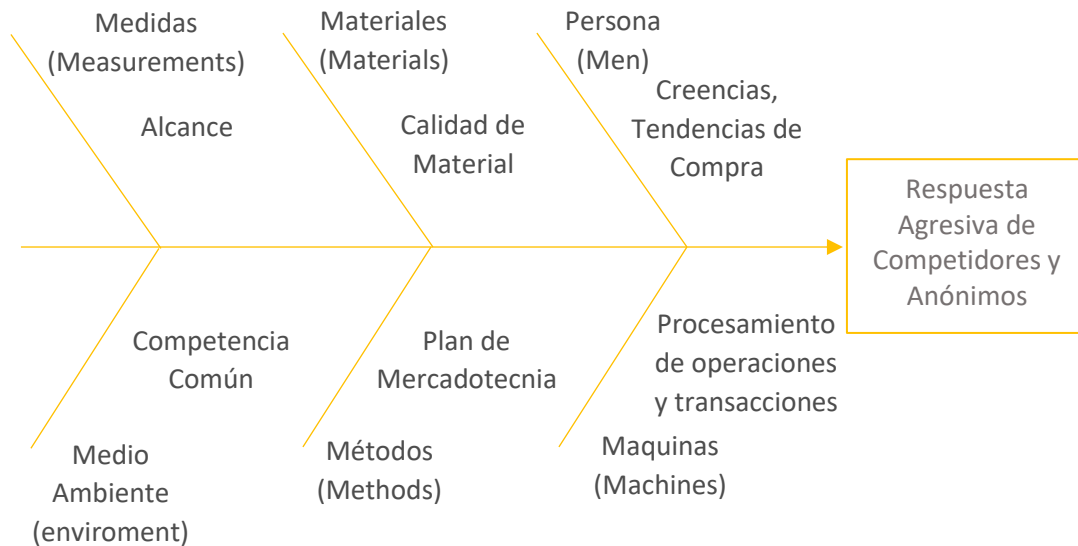 Medidas
(Measurements)
Alcance
Materiales
(Materials)
Calidad de
Material
Persona
(Men)
Creencias,
Tendencias de
Compra
Respuesta
Agresiva de
Competidores y
Anónimos
Competencia
Común
Medio
Ambiente
(enviroment)
Plan de
Mercadotecnia
Métodos
(Methods)
Procesamiento
de operaciones
y transacciones
Maquinas
(Machines)